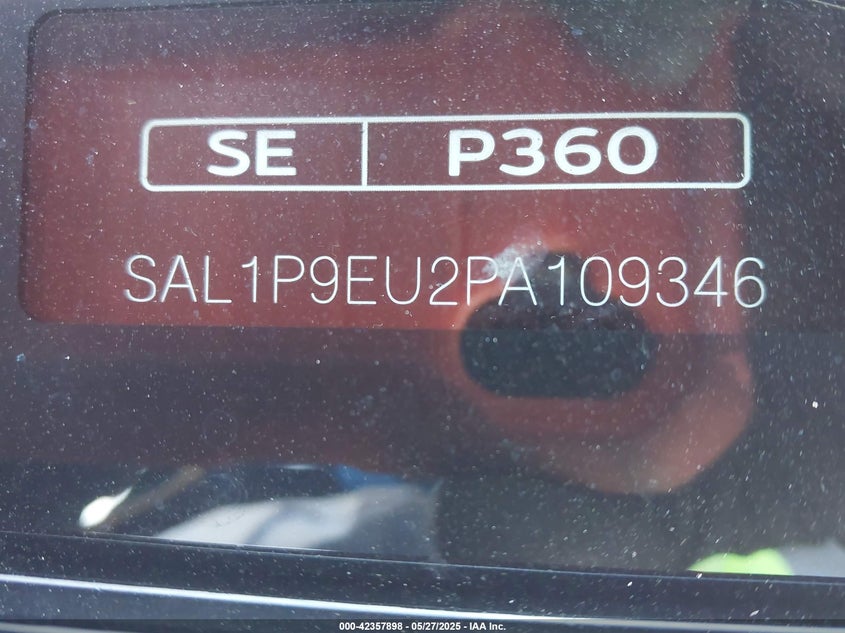 SE P360
SAL1P9EU2PA109346
000-42357898 - 05/27/2025 - IAA Inc.